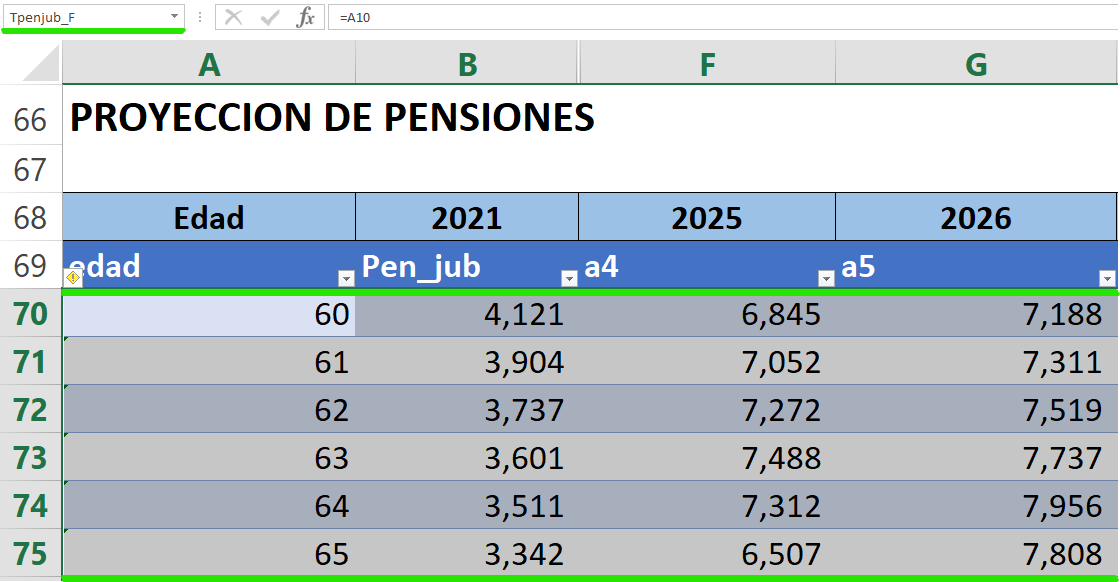 Tpenjub_F fx =A10
A B F G
66 PROYECCION DE PENSIONES
67
68 Edad 2021 2025 2026
69 edad Pen_jub a4 a5
70 60 4,121 6,845 7,188
71 61 3,904 7,052 7,311
72 62 3,737 7,272 7,519
73 63 3,601 7,488 7,737
74 64 3,511 7,312 7,956
75 65 3,342 6,507 7,808